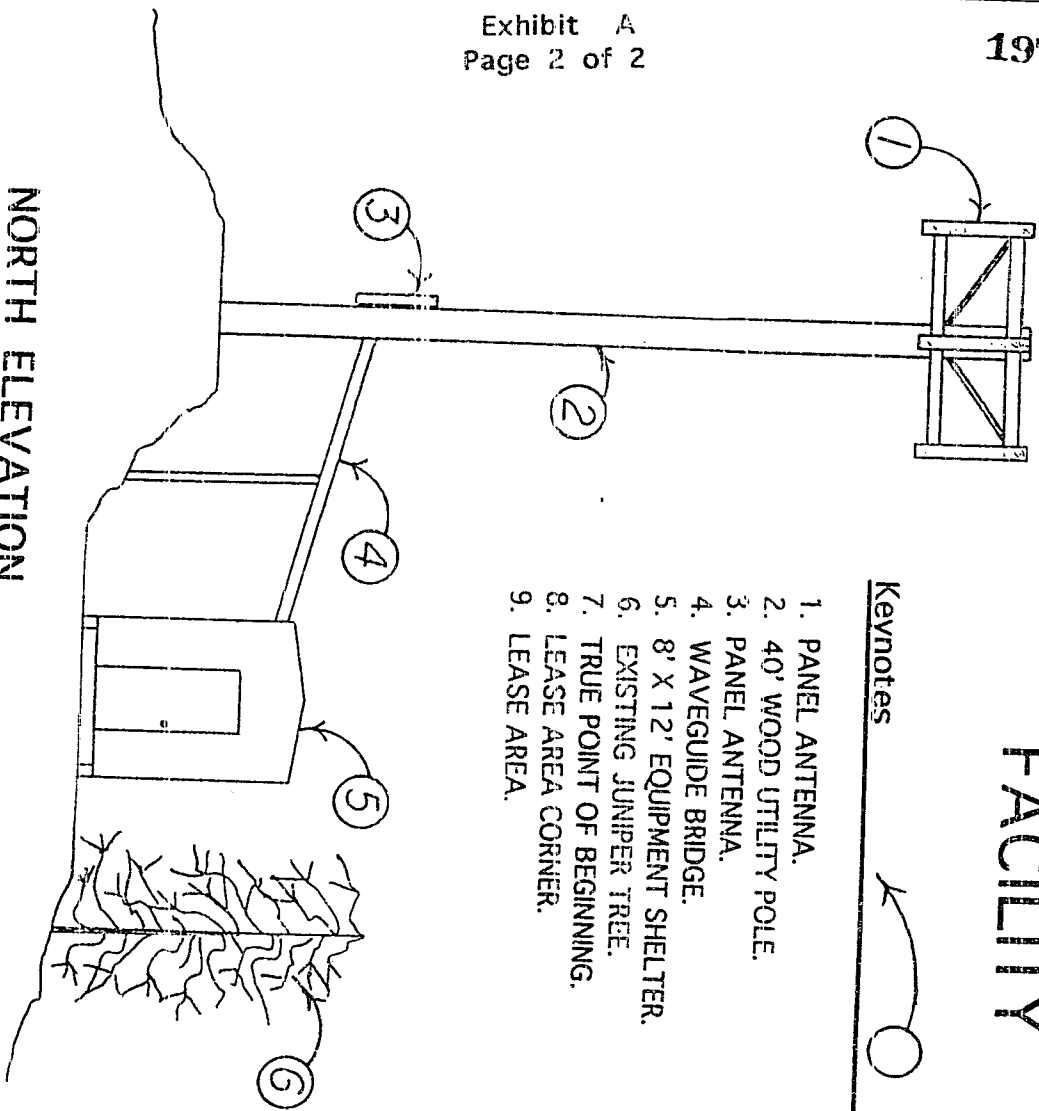 Exhibit A
Page 2 of 2
FACILITY
Keynotes
1. PANEL ANTENNA.
2. 40' WOOD UTILITY POLE.
3. PANEL ANTENNA.
4. WAVEGUIDE BRIDGE.
5. 8' X 12' EQUIPMENT SHELTER.
6. EXISTING JUNIPER TREE.
7. TRUE POINT OF BEGINNING.
8. LEASE AREA CORNER.
9. LEASE AREA.
1
2
3
4
5
6
NORTH ELEVATION